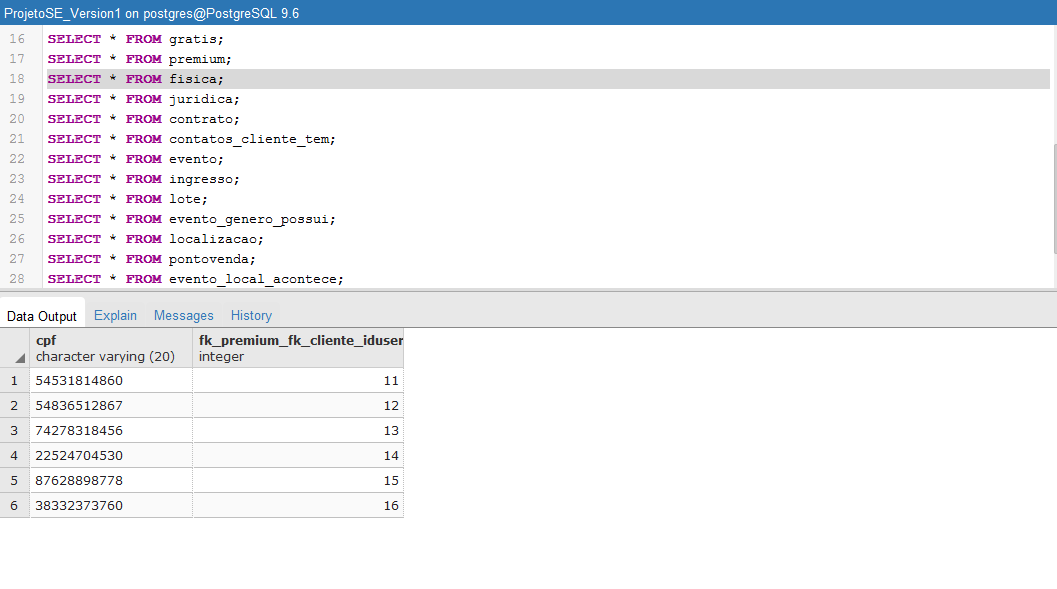 ProjetoSE_Version1 on postgres@PostgreSQL 9.6
16 SELECT * FROM gratis;
17 SELECT * FROM premium;
18 SELECT * FROM fisica;
19 SELECT * FROM juridica;
20 SELECT * FROM contrato;
21 SELECT * FROM contatos_cliente_tem;
22 SELECT * FROM evento;
23 SELECT * FROM ingresso;
24 SELECT * FROM lote;
25 SELECT * FROM evento_genero_possui;
26 SELECT * FROM localizacao;
27 SELECT * FROM pontovenda;
28 SELECT * FROM evento_local_acontece;
Data Output Explain Messages History
cpf fk_premium_fk_cliente_iduser
character varying (20) integer
1 54531814860 11
2 54836512867 12
3 74278318456 13
4 22524704530 14
5 87628898778 15
6 38332373760 16